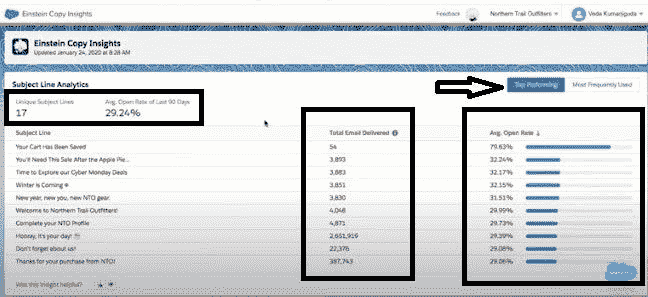 Einstein Copy Insights
Feedback
Northern Trail Outfitters
Veda Kumarjguda
Einstein Copy Insights
Updated January 24, 2020 at 8:28 AM
Subject Line Analytics
Top Performing Most Frequently Used
Unique Subject Lines Avg. Open Rate of Last 90 Days
17 29.24%
Subject Line Total Email Delivered Avg. Open Rate ↓
Your Cart Has Been Saved 54 79.63%
You'll Need This Sale After the Apple Pie... 3,893 32.24%
Time to Explore our Cyber Monday Deals 3,883 32.17%
Winter is Coming ❄ 3,851 32.15%
New year, new you, new NTO gear. 3,830 31.51%
Welcome to Northern Trail Outfitters! 4,048 29.99%
Complete your NTO Profile 4,871 29.73%
Hooray, it's your day! 2,651,919 29.39%
Don't forget about us! 22,376 29.08%
Thanks for your purchase from NTO! 387,743 29.06%
Was this insight helpful?